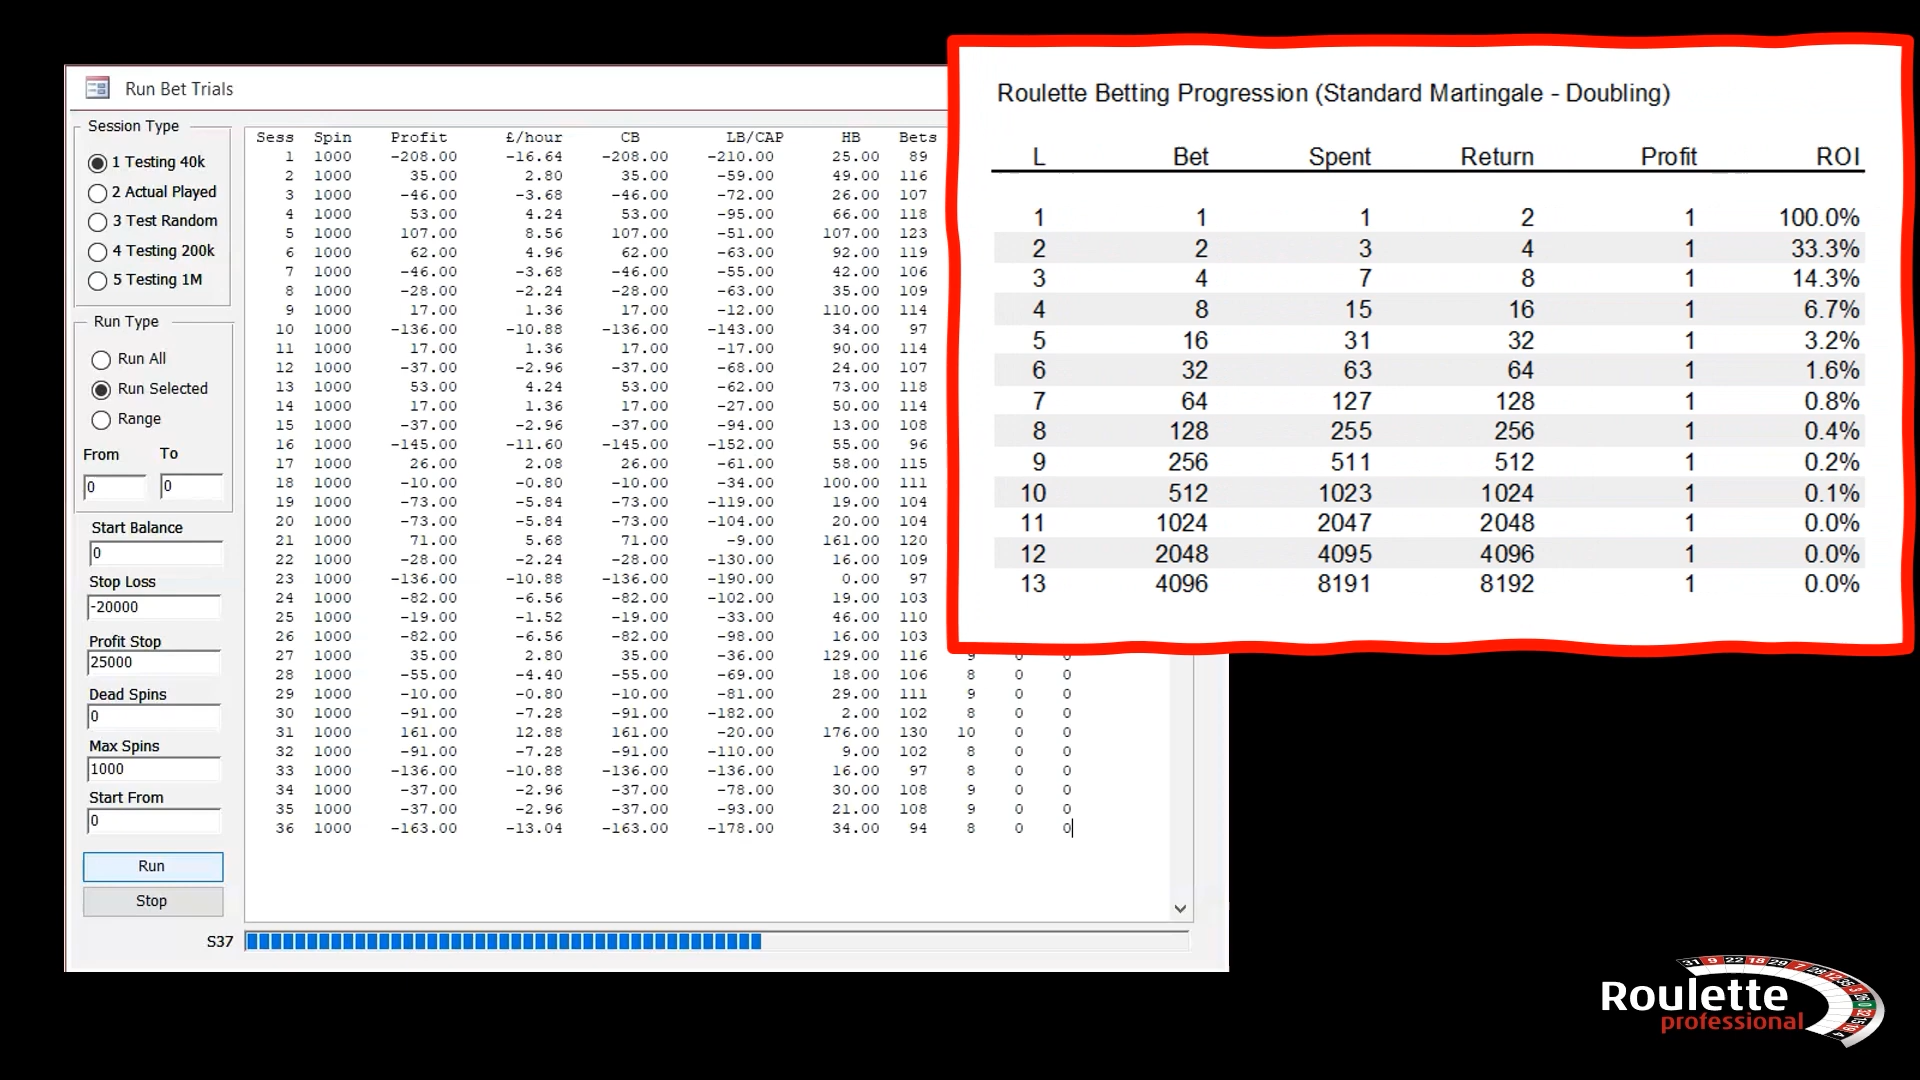 Run Bet Trials
Session Type
1 Testing 40k
2 Actual Played
3 Test Random
4 Testing 200k
5 Testing 1M
Run Type
Run All
Run Selected
Range
From To
0 0
Start Balance
0
Stop Loss
-20000
Profit Stop
25000
Dead Spins
0
Max Spins
1000
Start From
0
Run
Stop
Sess Spin Profit £/hour CB LB/CAP HB Bets
1 1000 -208.00 -16.64 -208.00 -210.00 25.00 89
2 1000 35.00 2.80 35.00 -59.00 49.00 116
3 1000 -46.00 -3.68 -46.00 -72.00 26.00 107
4 1000 53.00 4.24 53.00 -95.00 66.00 118
5 1000 107.00 8.56 107.00 -51.00 107.00 123
6 1000 62.00 4.96 62.00 -63.00 92.00 119
7 1000 -46.00 -3.68 -46.00 -55.00 42.00 106
8 1000 -28.00 -2.24 -28.00 -63.00 35.00 109
9 1000 17.00 1.36 17.00 -12.00 110.00 114
10 1000 -136.00 -10.88 -136.00 -143.00 34.00 97
11 1000 17.00 1.36 17.00 -17.00 90.00 114
12 1000 -37.00 -2.96 -37.00 -68.00 24.00 107
13 1000 53.00 4.24 53.00 -62.00 73.00 118
14 1000 17.00 1.36 17.00 -27.00 50.00 114
15 1000 -37.00 -2.96 -37.00 -94.00 13.00 108
16 1000 -145.00 -11.60 -145.00 -152.00 55.00 96
17 1000 26.00 2.08 26.00 -61.00 58.00 115
18 1000 -10.00 -0.80 -10.00 -34.00 100.00 111
19 1000 -73.00 -5.84 -73.00 -119.00 19.00 104
20 1000 -73.00 -5.84 -73.00 -104.00 20.00 104
21 1000 71.00 5.68 71.00 -9.00 161.00 120
22 1000 -28.00 -2.24 -28.00 -130.00 16.00 109
23 1000 -136.00 -10.88 -136.00 -190.00 0.00 97
24 1000 -82.00 -6.56 -82.00 -102.00 19.00 103
25 1000 -19.00 -1.52 -19.00 -33.00 46.00 110
26 1000 -82.00 -6.56 -82.00 -98.00 16.00 103
27 1000 35.00 2.80 35.00 -36.00 129.00 116 9 0 0
28 1000 -55.00 -4.40 -55.00 -69.00 18.00 106 8 0 0
29 1000 -10.00 -0.80 -10.00 -81.00 29.00 111 9 0 0
30 1000 -91.00 -7.28 -91.00 -182.00 2.00 102 8 0 0
31 1000 161.00 12.88 161.00 -20.00 176.00 130 10 0 0
32 1000 -91.00 -7.28 -91.00 -110.00 9.00 102 8 0 0
33 1000 -136.00 -10.88 -136.00 -136.00 16.00 97 8 0 0
34 1000 -37.00 -2.96 -37.00 -78.00 30.00 108 9 0 0
35 1000 -37.00 -2.96 -37.00 -93.00 21.00 108 9 0 0
36 1000 -163.00 -13.04 -163.00 -178.00 34.00 94 8 0 0
S37
Roulette Betting Progression (Standard Martingale - Doubling)
L Bet Spent Return Profit ROI
1 1 1 2 1 100.0%
2 2 3 4 1 33.3%
3 4 7 8 1 14.3%
4 8 15 16 1 6.7%
5 16 31 32 1 3.2%
6 32 63 64 1 1.6%
7 64 127 128 1 0.8%
8 128 255 256 1 0.4%
9 256 511 512 1 0.2%
10 512 1023 1024 1 0.1%
11 1024 2047 2048 1 0.0%
12 2048 4095 4096 1 0.0%
13 4096 8191 8192 1 0.0%
Roulette
professional